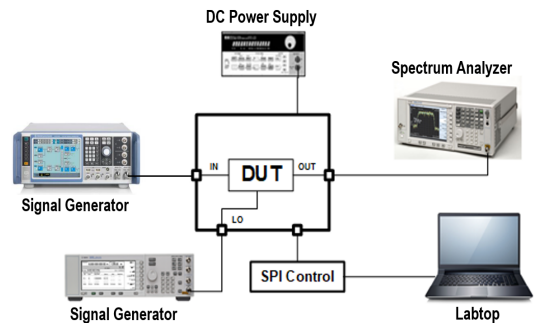 DC Power Supply
Spectrum Analyzer
IN
DUT
OUT
LO
Signal Generator
SPI Control
Signal Generator
Labtop